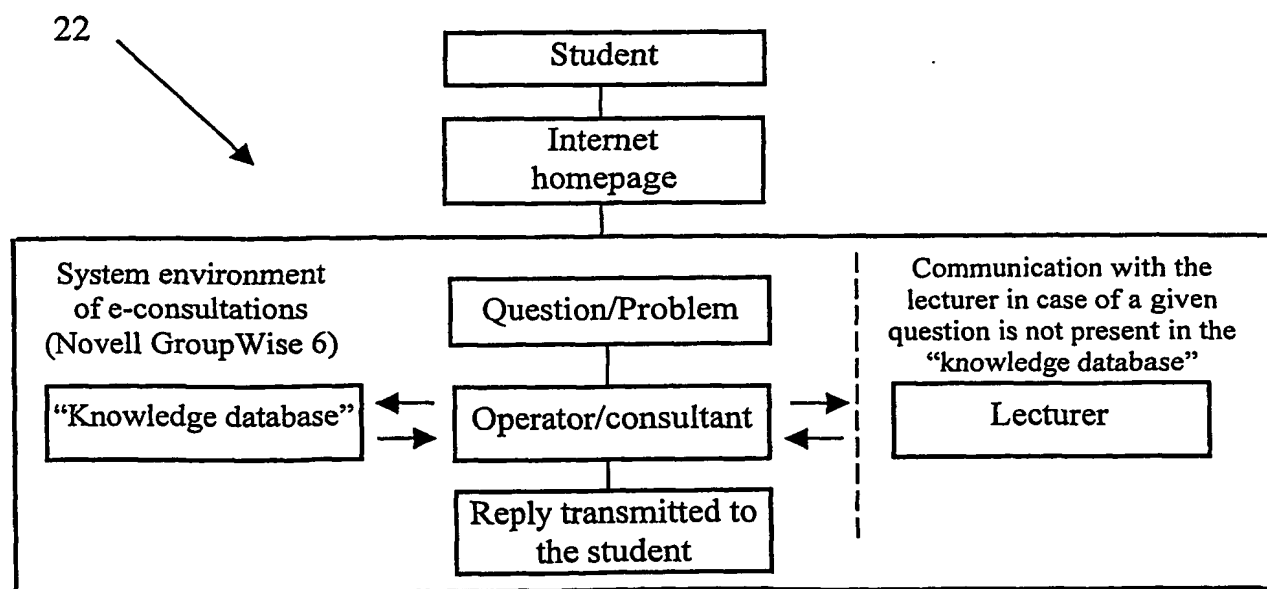 22
Student
Internet
homepage
System environment
of e-consultations
(Novell GroupWise 6)
Question/Problem
Communication with the
lecturer in case of a given
question is not present in the
“knowledge database”
“Knowledge database”
Operator/consultant
Lecturer
Reply transmitted to
the student